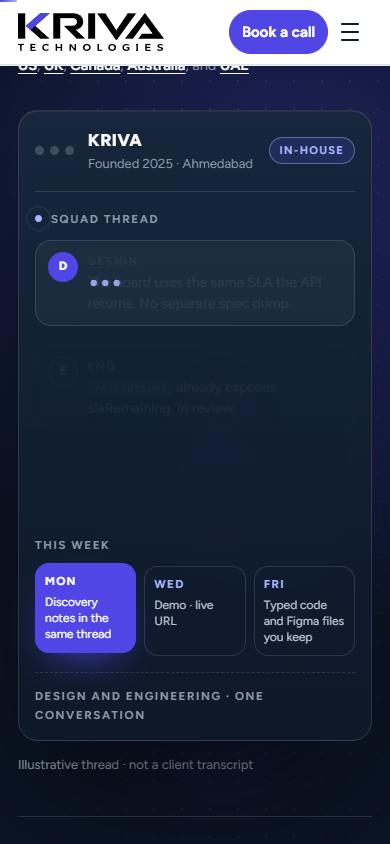 KRIVA
TECHNOLOGIES
Book a call
US, UK, Canada, Australia, and UAE
KRIVA
Founded 2025 · Ahmedabad
IN-HOUSE
SQUAD THREAD
D
DESIGN
board uses the same SLA the API
returns. No separate spec dump.
E
ENG
already exposes
slaRemaining. In review.
THIS WEEK
MON
Discovery
notes in the
same thread
WED
Demo · live
URL
FRI
Typed code
and Figma files
you keep
DESIGN AND ENGINEERING · ONE
CONVERSATION
Illustrative thread · not a client transcript